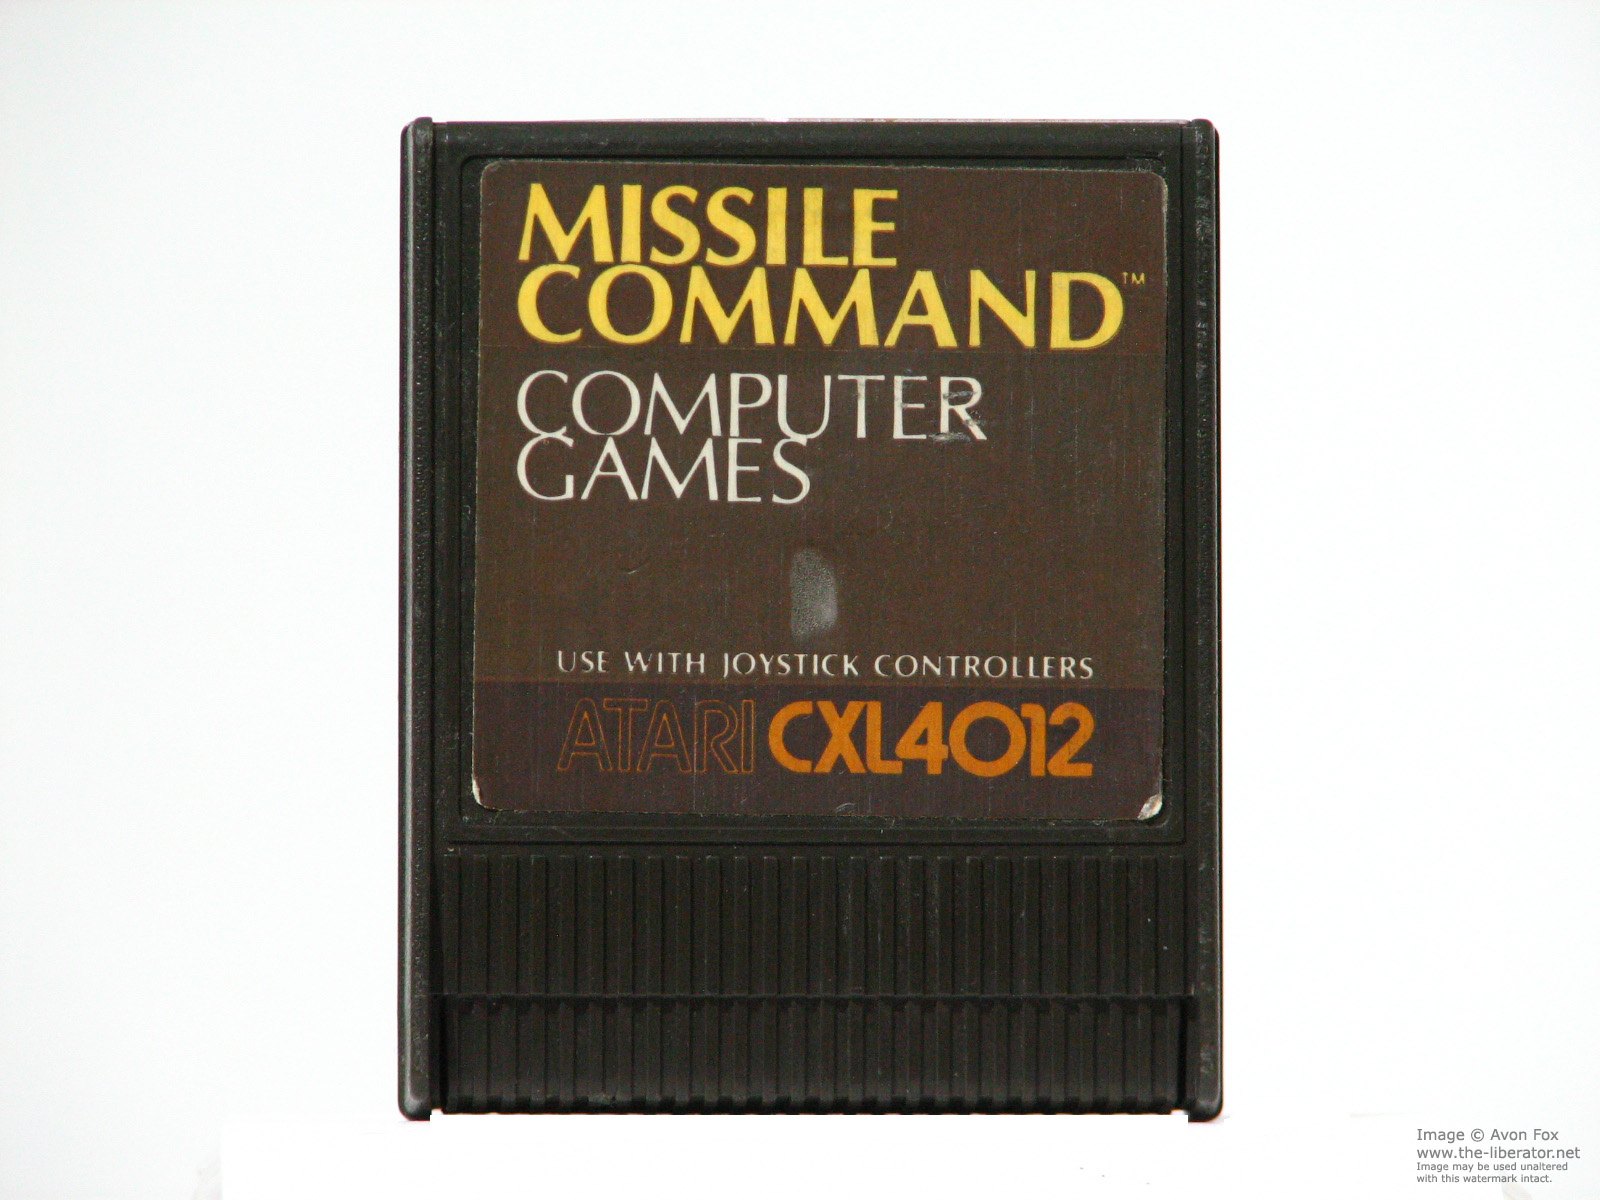 MISSILE
COMMAND™
COMPUTER
GAMES
USE WITH JOYSTICK CONTROLLERS
ATARI CXL4012
Image © Avon Fox
www.the-liberator.net
Image may be used unaltered
with this watermark intact.